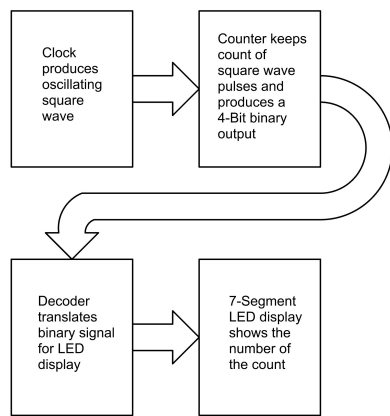 Clock
produces
oscillating
square
wave
Counter keeps
count of
square wave
pulses and
produces a
4-Bit binary
output
Decoder
translates
binary signal
for LED
display
7-Segment
LED display
shows the
number of
the count